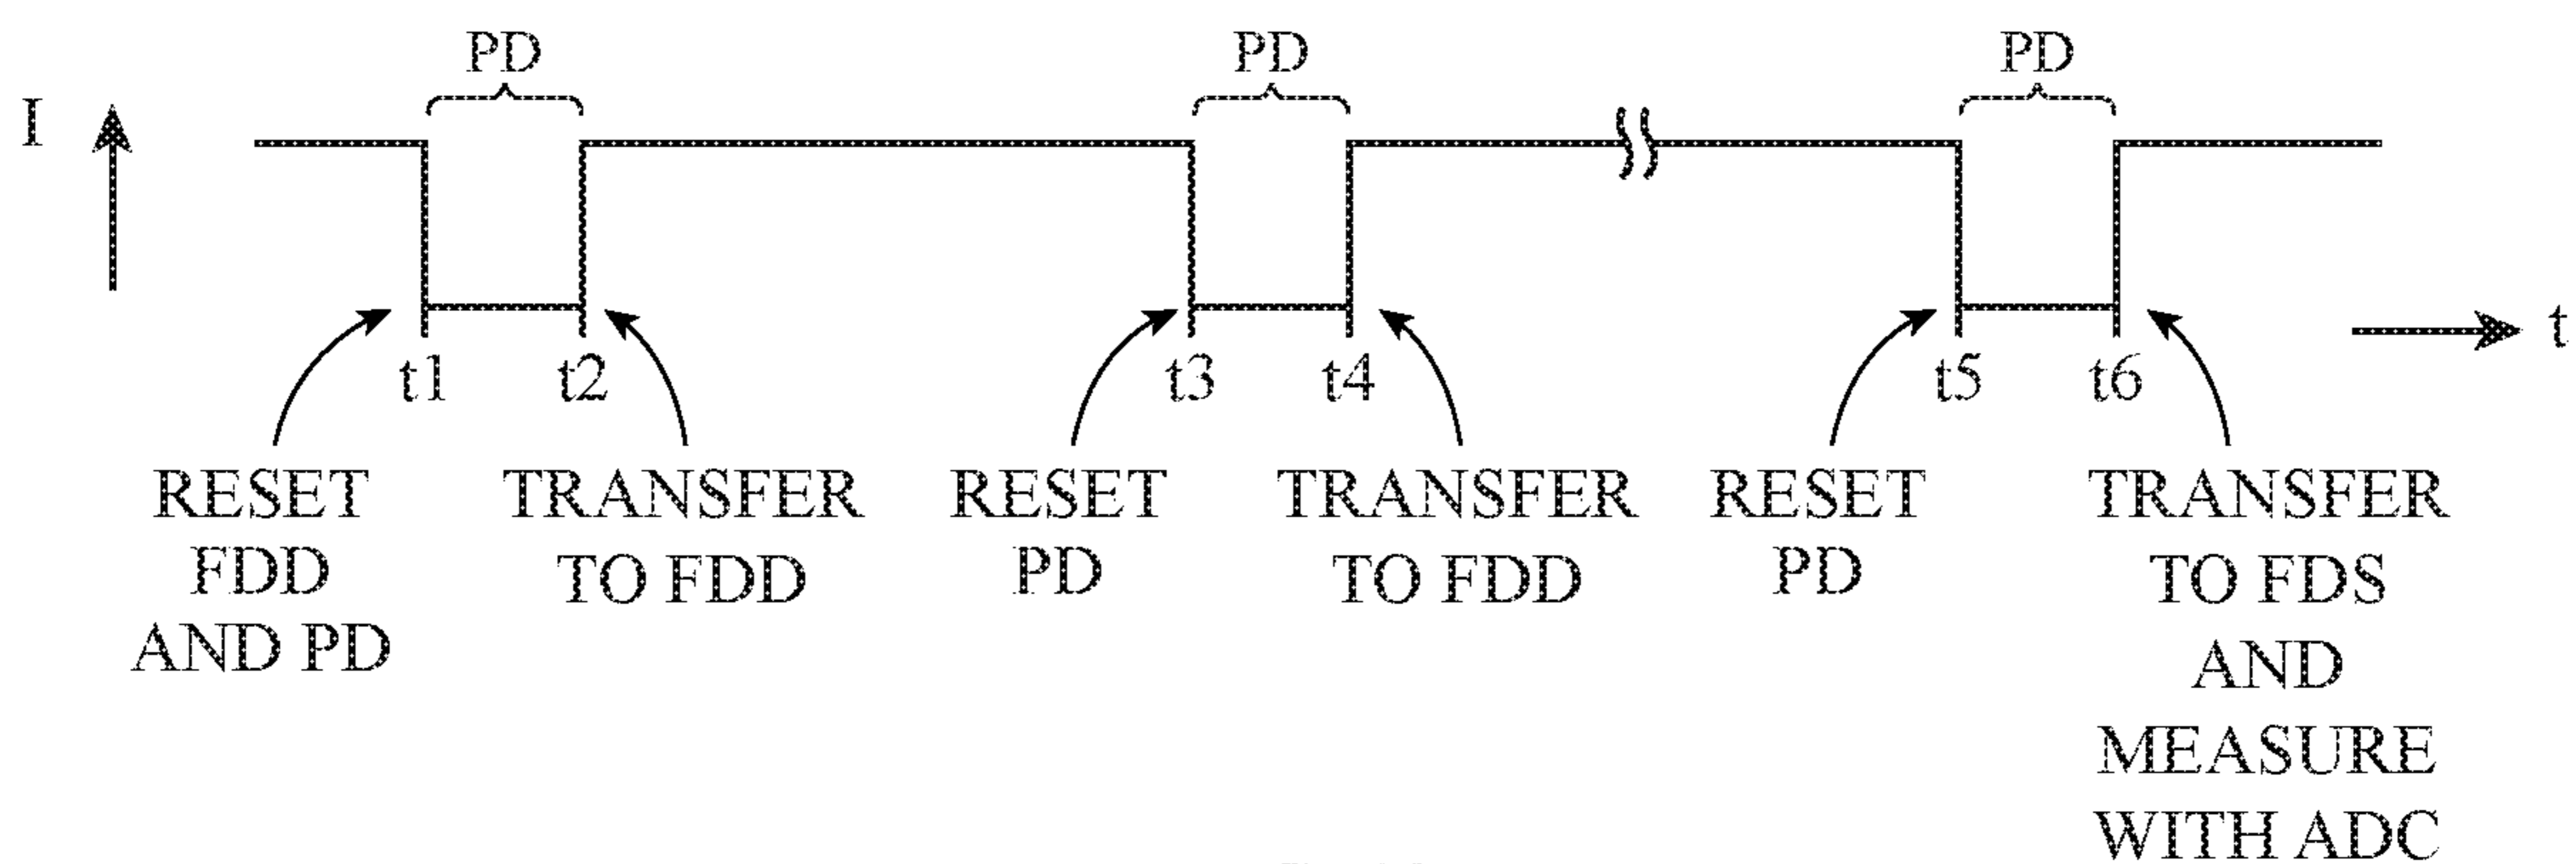 PD
PD
PD
I
t
t1
t2
t3
t4
t5
t6
RESET
FDD
AND PD
TRANSFER
TO FDD
RESET
PD
TRANSFER
TO FDD
RESET
PD
TRANSFER
TO FDS
AND
MEASURE
WITH ADC